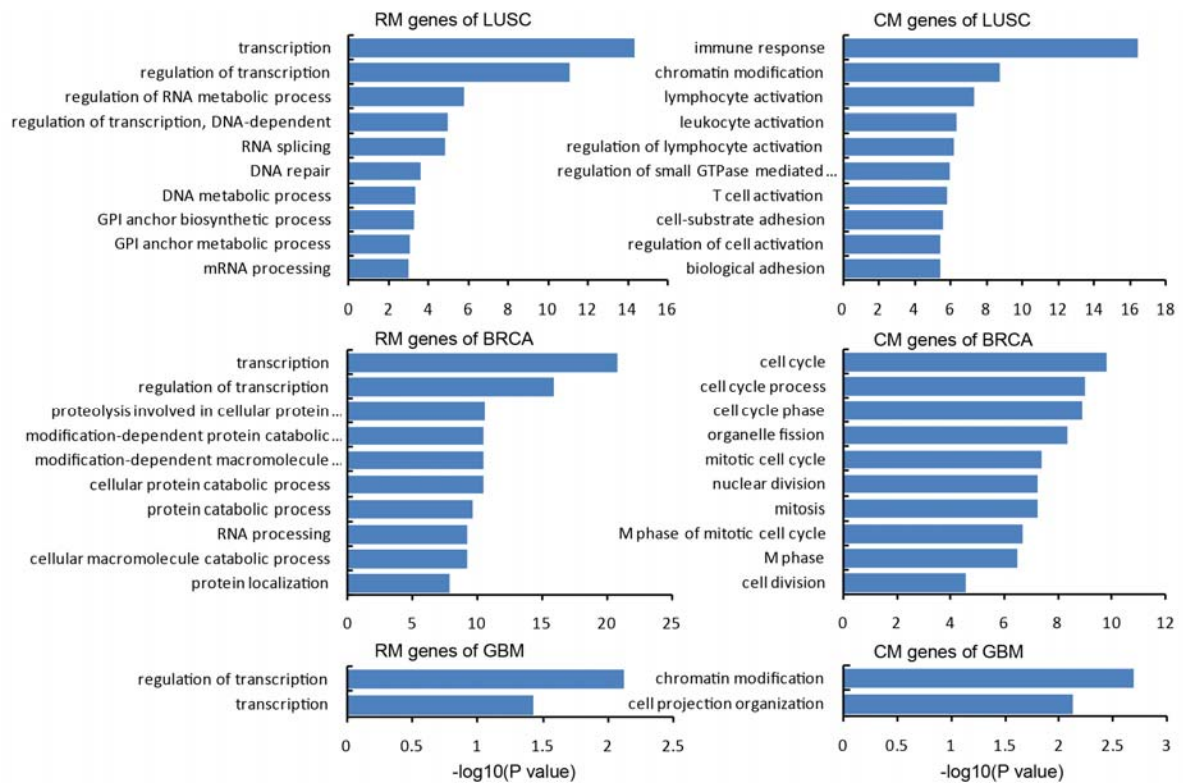 RM genes of LUSC
transcription
regulation of transcription
regulation of RNA metabolic process
regulation of transcription, DNA-dependent
RNA splicing
DNA repair
DNA metabolic process
GPI anchor biosynthetic process
GPI anchor metabolic process
mRNA processing
0 2 4 6 8 10 12 14 16
CM genes of LUSC
immune response
chromatin modification
lymphocyte activation
leukocyte activation
regulation of lymphocyte activation
regulation of small GTPase mediated ...
T cell activation
cell-substrate adhesion
regulation of cell activation
biological adhesion
0 2 4 6 8 10 12 14 16 18
RM genes of BRCA
transcription
regulation of transcription
proteolysis involved in cellular protein ...
modification-dependent protein catabolic ...
modification-dependent macromolecule ...
cellular protein catabolic process
protein catabolic process
RNA processing
cellular macromolecule catabolic process
protein localization
0 5 10 15 20 25
CM genes of BRCA
cell cycle
cell cycle process
cell cycle phase
organelle fission
mitotic cell cycle
nuclear division
mitosis
M phase of mitotic cell cycle
M phase
cell division
0 2 4 6 8 10 12
RM genes of GBM
regulation of transcription
transcription
0 0.5 1 1.5 2 2.5
-log10(P value)
CM genes of GBM
chromatin modification
cell projection organization
0 0.5 1 1.5 2 2.5 3
-log10(P value)